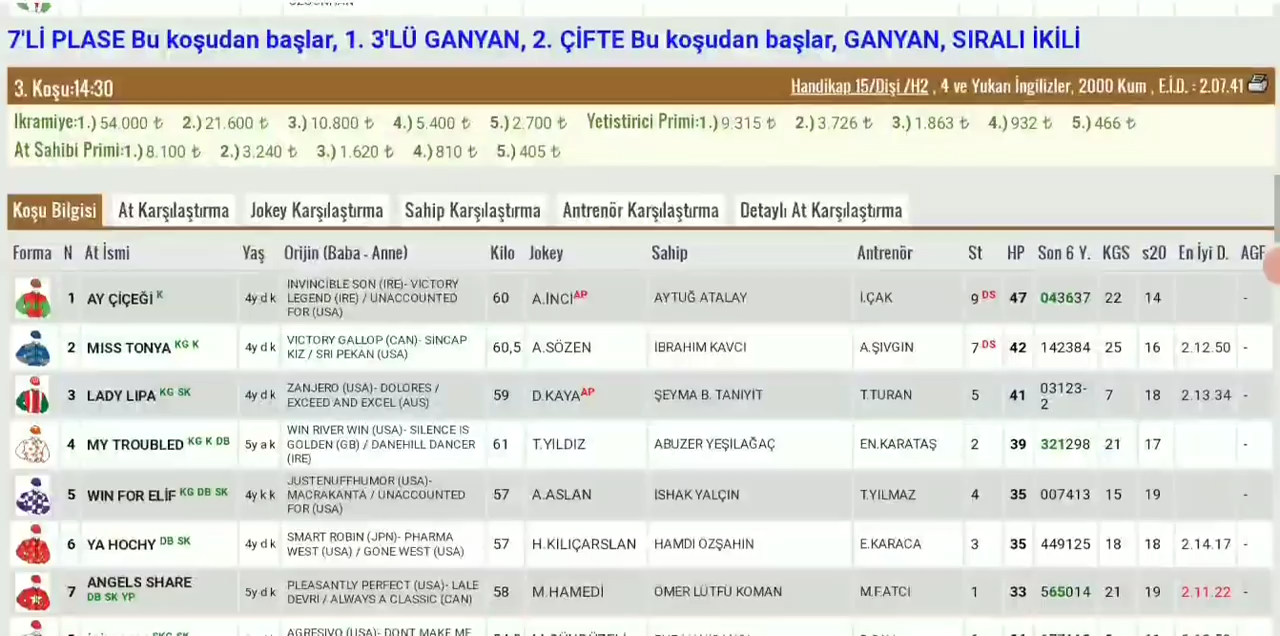 7'Lİ PLASE Bu koşudan başlar, 1. 3'LÜ GANYAN, 2. ÇİFTE Bu koşudan başlar, GANYAN, SIRALI İKİLİ
3. Koşu:14:30 Handikap 15/Dişi /H2 , 4 ve Yukarı İngilizler, 2000 Kum , E.İ.D. : 2.07.41
İkramiye:1.) 54.000 ₺ 2.) 21.600 ₺ 3.) 10.800 ₺ 4.) 5.400 ₺ 5.) 2.700 ₺ Yetiştirici Primi:1.) 9.315 ₺ 2.) 3.726 ₺ 3.) 1.863 ₺ 4.) 932 ₺ 5.) 466 ₺
At Sahibi Primi:1.) 8.100 ₺ 2.) 3.240 ₺ 3.) 1.620 ₺ 4.) 810 ₺ 5.) 405 ₺
Koşu Bilgisi At Karşılaştırma Jokey Karşılaştırma Sahip Karşılaştırma Antrenör Karşılaştırma Detaylı At Karşılaştırma
Forma N At İsmi Yaş Orijin (Baba - Anne) Kilo Jokey Sahip Antrenör St HP Son 6 Y. KGS s20 En İyi D. AGF
INVINCIBLE SON (IRE)- VICTORY
1 AY ÇİÇEĞİ K 4y d k LEGEND (IRE) / UNACCOUNTED 60 A.İNCİ AP AYTUĞ ATALAY İ.ÇAK 9 DS 47 043637 22 14 -
FOR (USA)
VICTORY GALLOP (CAN)- SINCAP
2 MISS TONYA KG K 4y d k KIZ / SRI PEKAN (USA) 60,5 A.SÖZEN İBRAHİM KAVCI A.ŞIVGIN 7 DS 42 142384 25 16 2.12.50 -
ZANJERO (USA)- DOLORES /
3 LADY LIPA KG SK 4y d k EXCEED AND EXCEL (AUS) 59 D.KAYA AP ŞEYMA B. TANIYIT T.TURAN 5 41 03123-2 7 18 2.13.34 -
WIN RIVER WIN (USA)- SILENCE IS
4 MY TROUBLED KG K DB 5y a k GOLDEN (GB) / DANEHILL DANCER 61 T.YILDIZ ABUZER YEŞİLAĞAÇ EN.KARATAŞ 2 39 321298 21 17 -
(IRE)
JUSTENUFFHUMOR (USA)-
5 WIN FOR ELİF KG DB SK 4y k k MACRAKANTA / UNACCOUNTED 57 A.ASLAN İSHAK YALÇIN T.YILMAZ 4 35 007413 15 19 -
FOR (USA)
SMART ROBIN (JPN)- PHARMA
6 YA HOCHY DB SK 4y d k WEST (USA) / GONE WEST (USA) 57 H.KILIÇARSLAN HAMDİ ÖZŞAHİN E.KARACA 3 35 449125 18 18 2.14.17 -
ANGELS SHARE PLEASANTLY PERFECT (USA)- LALE
7 DB SK YP 5y d k DEVRİ / ALWAYS A CLASSIC (CAN) 58 M.HAMEDİ ÖMER LÜTFÜ KOMAN M.FATCI 1 33 565014 21 19 2.11.22 -
AGRESIVO (USA)- DONT MAKE ME